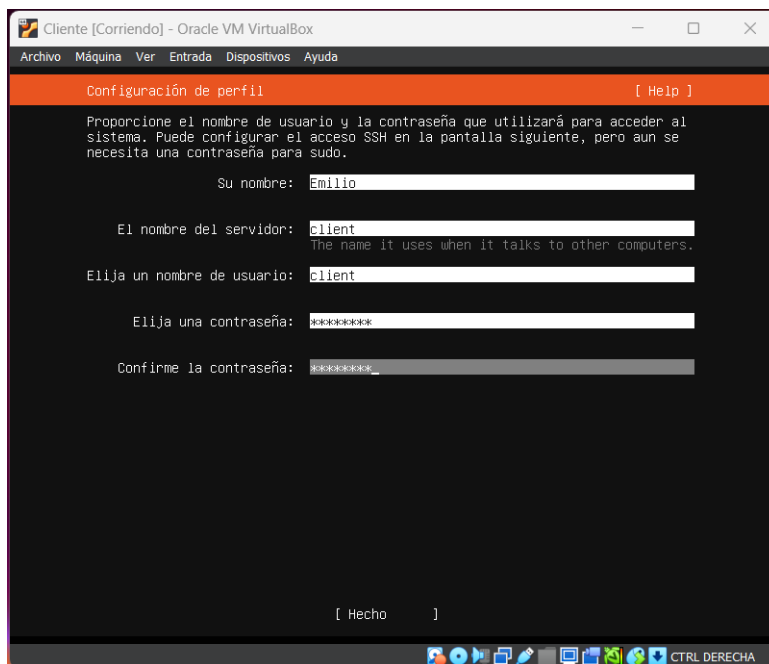 Cliente [Corriendo] - Oracle VM VirtualBox
Archivo Máquina Ver Entrada Dispositivos Ayuda
Configuración de perfil [ Help ]
Proporcione el nombre de usuario y la contraseña que utilizará para acceder al
sistema. Puede configurar el acceso SSH en la pantalla siguiente, pero aun se
necesita una contraseña para sudo.
Su nombre: Emilio
El nombre del servidor: client
The name it uses when it talks to other computers.
Elija un nombre de usuario: client
Elija una contraseña: ********
Confirme la contraseña: ********_
[ Hecho ]
CTRL DERECHA